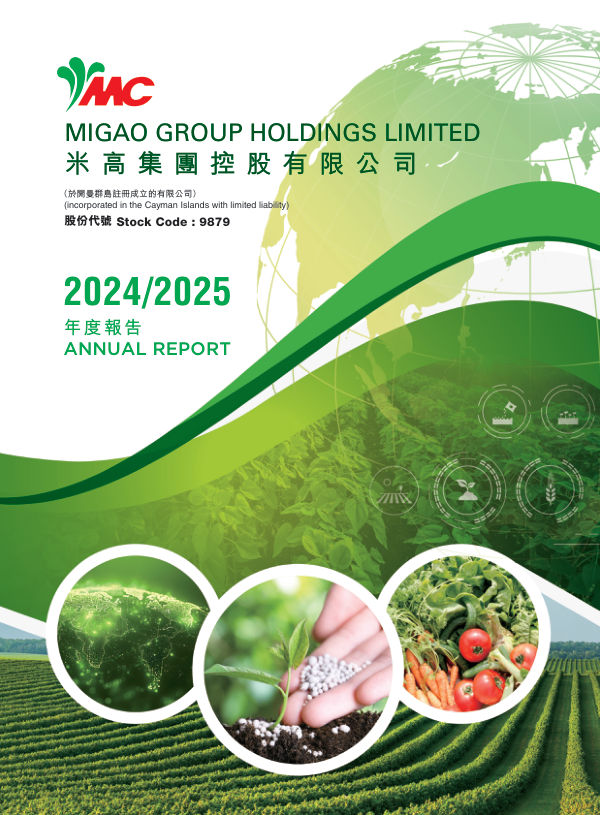 MC
MIGAO GROUP HOLDINGS LIMITED
米高集團控股有限公司
（於開曼群島註冊成立的有限公司）
(incorporated in the Cayman Islands with limited liability)
股份代號 Stock Code : 9879
2024/2025
年度報告
ANNUAL REPORT